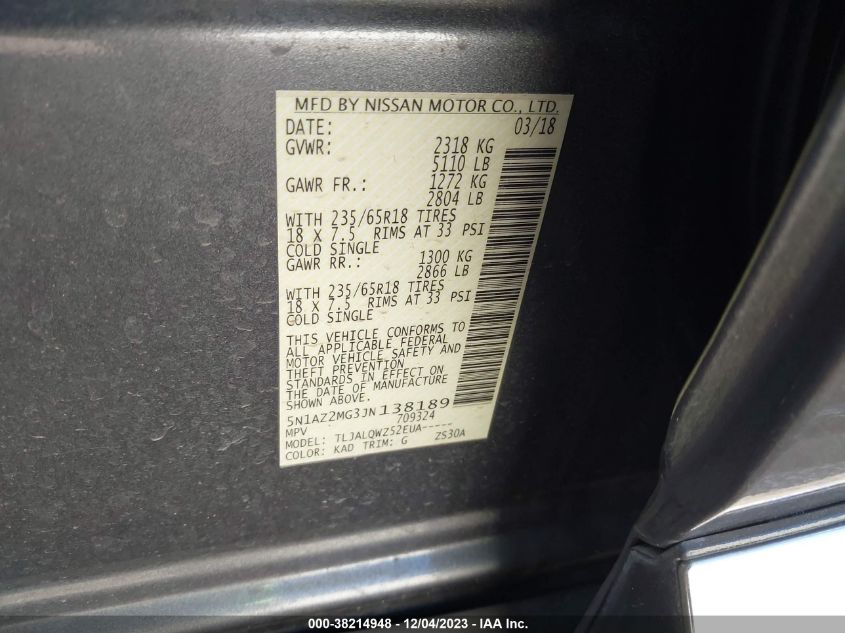 MFD BY NISSAN MOTOR CO., LTD.
DATE: 03/18
GVWR: 2318 KG
5110 LB
GAWR FR.: 1272 KG
2804 LB
WITH 235/65R18 TIRES
18 X 7.5 RIMS AT 33 PSI
COLD SINGLE
GAWR RR.: 1300 KG
2866 LB
WITH 235/65R18 TIRES
18 X 7.5 RIMS AT 33 PSI
COLD SINGLE
THIS VEHICLE CONFORMS TO
ALL APPLICABLE FEDERAL
MOTOR VEHICLE SAFETY AND
THEFT PREVENTION
STANDARDS IN EFFECT ON
THE DATE OF MANUFACTURE
SHOWN ABOVE.
5N1AZ2MG3JN138189
MPV 709324
MODEL: TLJALQWZ52EUA-----
COLOR: KAD TRIM: G ZS30A
000-38214948 - 12/04/2023 - IAA Inc.